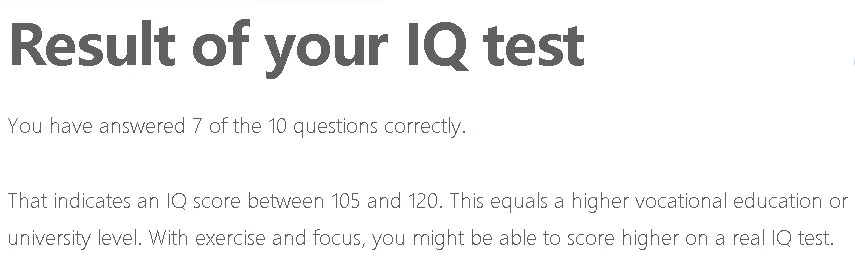 Result of your IQ test
You have answered 7 of the 10 questions correctly.
That indicates an IQ score between 105 and 120. This equals a higher vocational education or
university level. With exercise and focus, you might be able to score higher on a real IQ test.